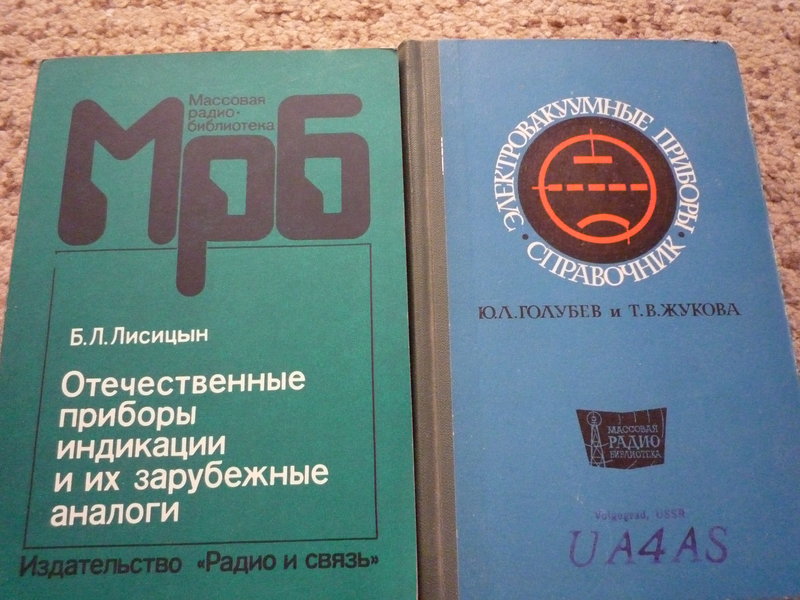 Массовая
радио-
библиотека
Мрб
Б.Л.Лисицын
Отечественные
приборы
индикации
и их зарубежные
аналоги
Издательство «Радио и связь»
ЭЛЕКТРОВАКУУМНЫЕ ПРИБОРЫ
• СПРАВОЧНИК •
Ю.Л.ГОЛУБЕВ и Т.В.ЖУКОВА
МАССОВАЯ
РАДИО
БИБЛИОТЕКА
Volgograd, USSR
UA4AS